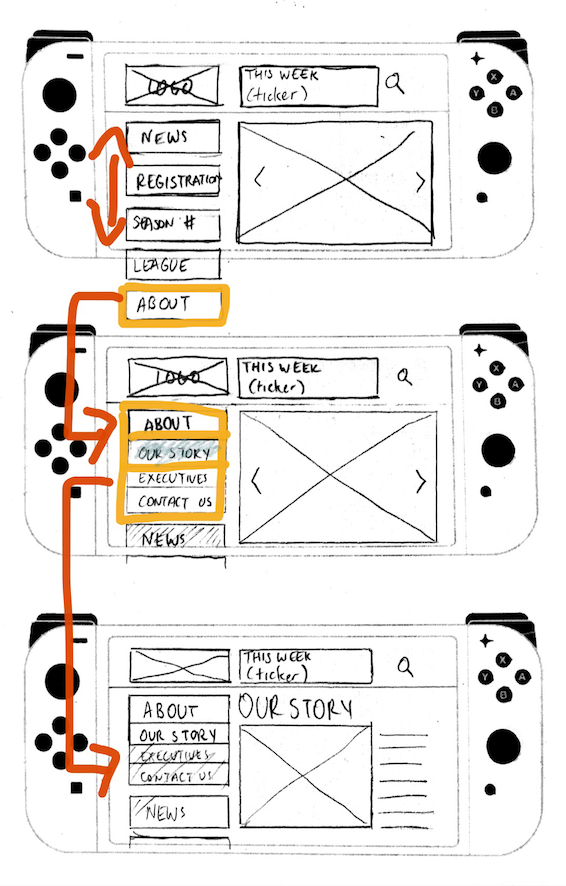 LOGO
THIS WEEK
(ticker)
X
Y
A
B
NEWS
REGISTRATION
SEASON #
LEAGUE
ABOUT
LOGO
THIS WEEK
(ticker)
X
Y
A
B
ABOUT
OUR STORY
EXECUTIVES
CONTACT US
NEWS
THIS WEEK
(ticker)
X
Y
A
B
ABOUT
OUR STORY
OUR STORY
EXECUTIVES
CONTACT US
NEWS